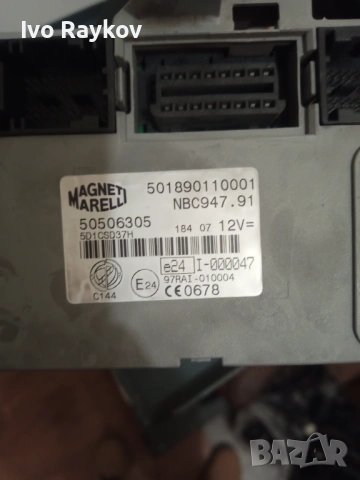 Ivo Raykov
MAGNETI MARELLI
501890110001
NBC947.91
50506305
5D1CS037H
184 07 12V=
e24 I-000047
97RAI-010004
C144
E24
CE0678
BAZAR